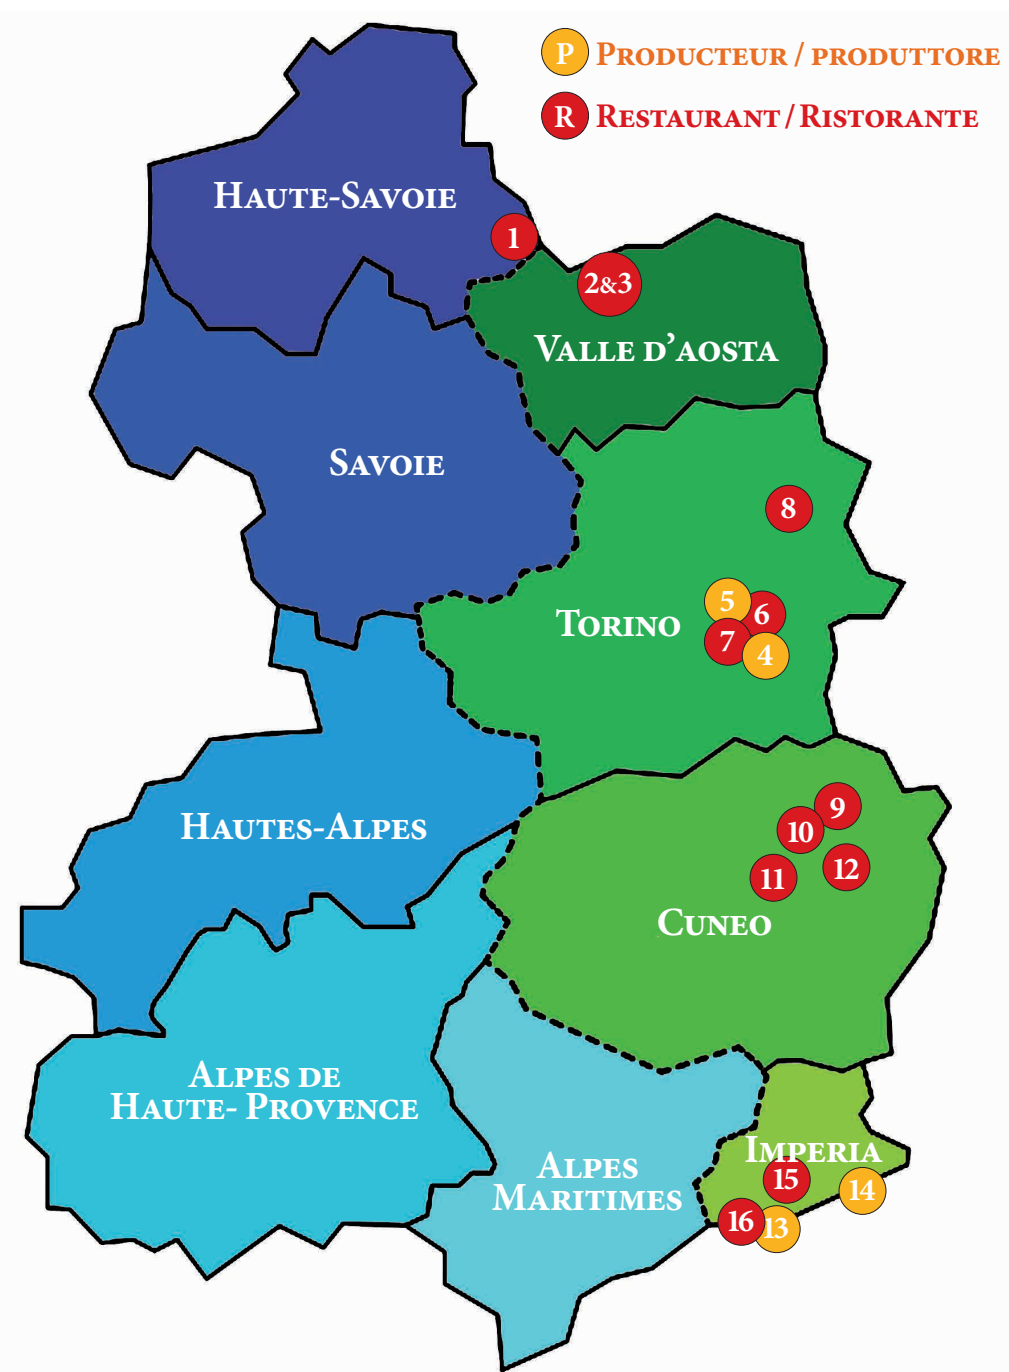 P Producteur / produttore
R Restaurant / Ristorante
Haute-Savoie
1
2&3
Valle d'aosta
Savoie
8
5
6
Torino
7
4
9
Hautes-Alpes
10
11
12
Cuneo
Alpes de
Haute- Provence
Imperia
Alpes
Maritimes
15
14
16
13